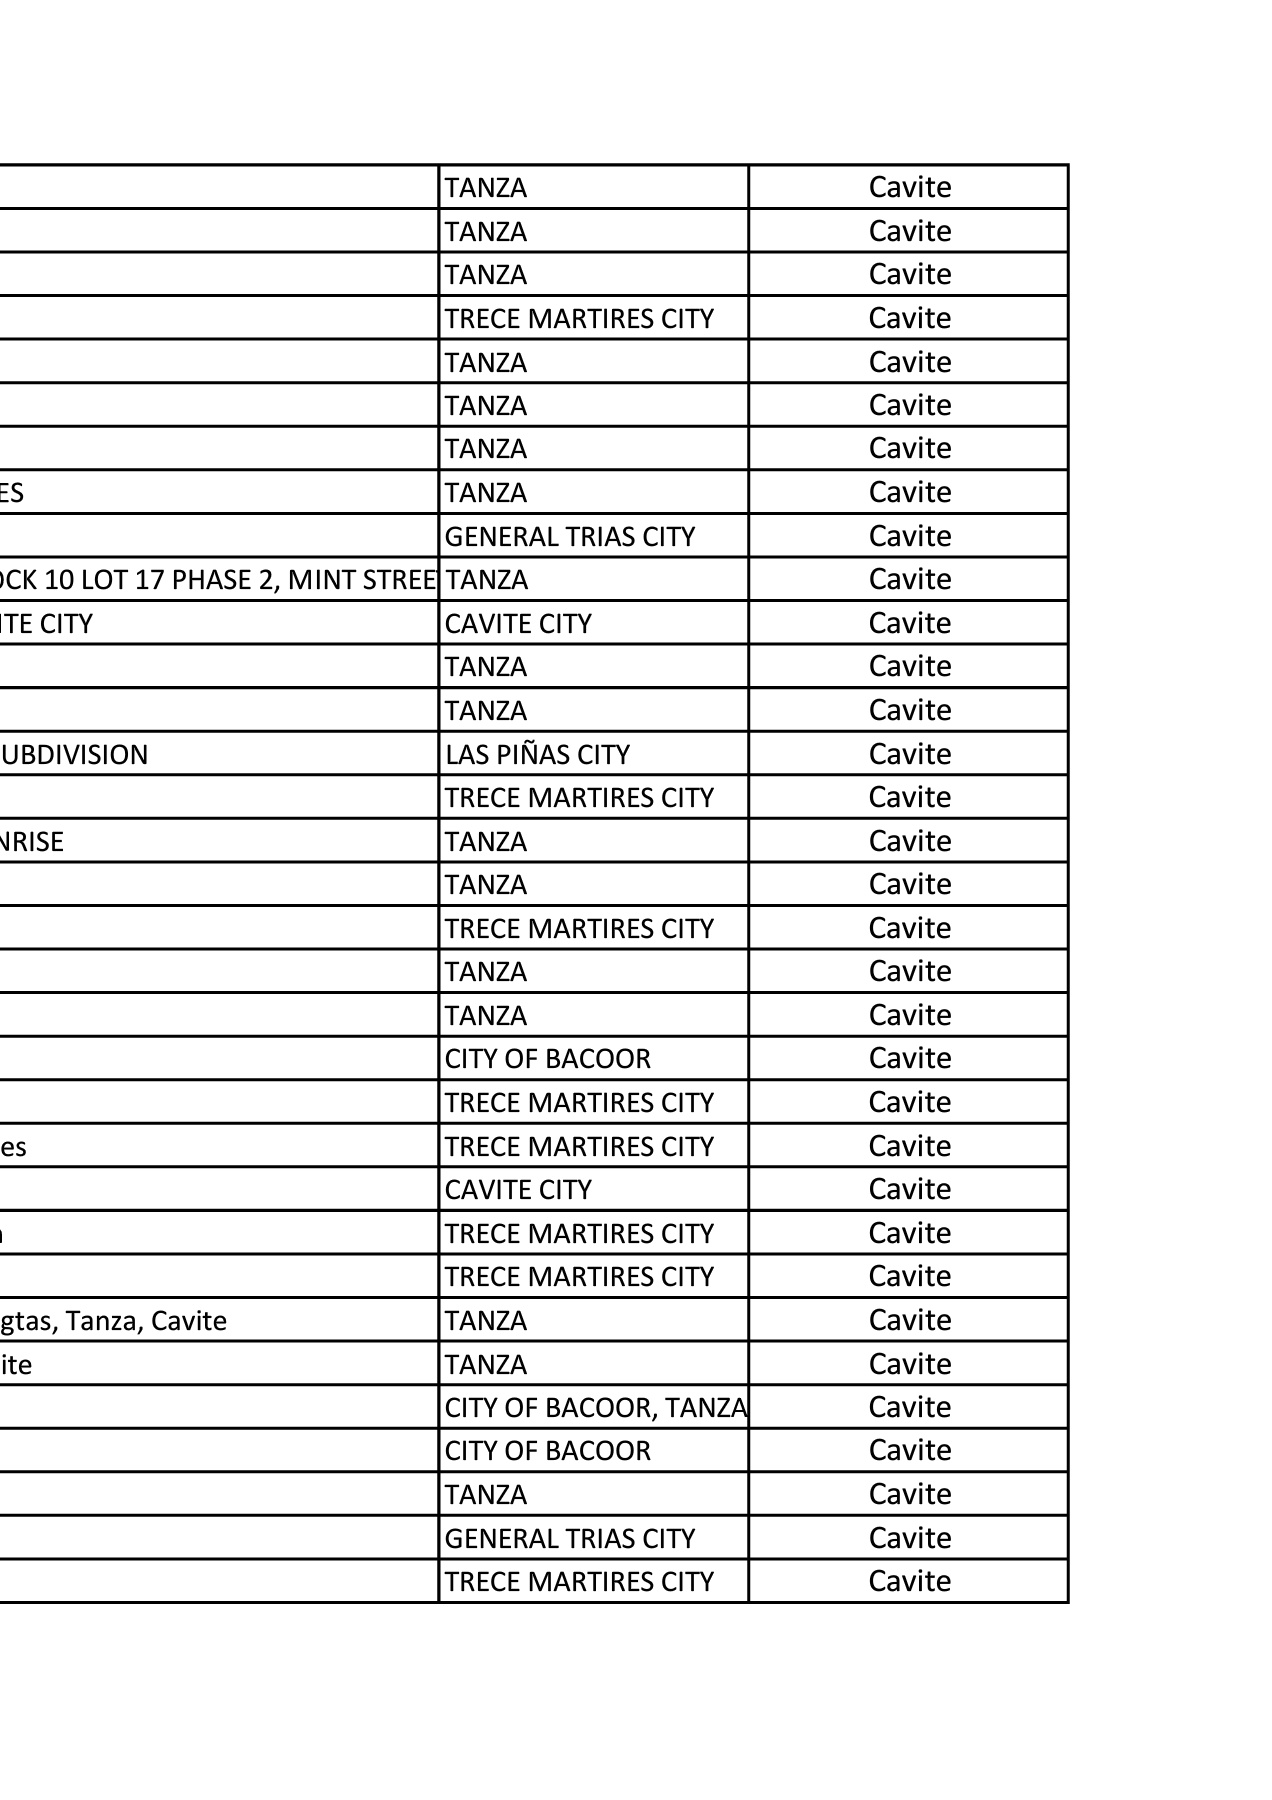 TANZA Cavite
TANZA Cavite
TANZA Cavite
TRECE MARTIRES CITY Cavite
TANZA Cavite
TANZA Cavite
TANZA Cavite
ES TANZA Cavite
GENERAL TRIAS CITY Cavite
OCK 10 LOT 17 PHASE 2, MINT STREE TANZA Cavite
ITE CITY CAVITE CITY Cavite
TANZA Cavite
TANZA Cavite
UBDIVISION LAS PIÑAS CITY Cavite
TRECE MARTIRES CITY Cavite
NRISE TANZA Cavite
TANZA Cavite
TRECE MARTIRES CITY Cavite
TANZA Cavite
TANZA Cavite
CITY OF BACOOR Cavite
TRECE MARTIRES CITY Cavite
es TRECE MARTIRES CITY Cavite
CAVITE CITY Cavite
TRECE MARTIRES CITY Cavite
TRECE MARTIRES CITY Cavite
gtas, Tanza, Cavite TANZA Cavite
ite TANZA Cavite
CITY OF BACOOR, TANZA Cavite
CITY OF BACOOR Cavite
TANZA Cavite
GENERAL TRIAS CITY Cavite
TRECE MARTIRES CITY Cavite